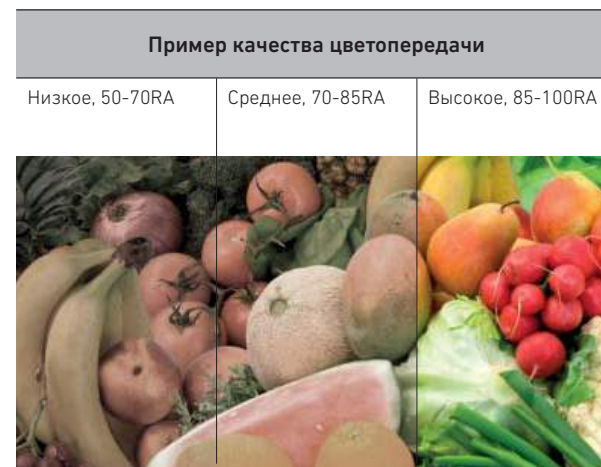 Пример качества цветопередачи
Низкое, 50-70RA
Среднее, 70-85RA
Высокое, 85-100RA